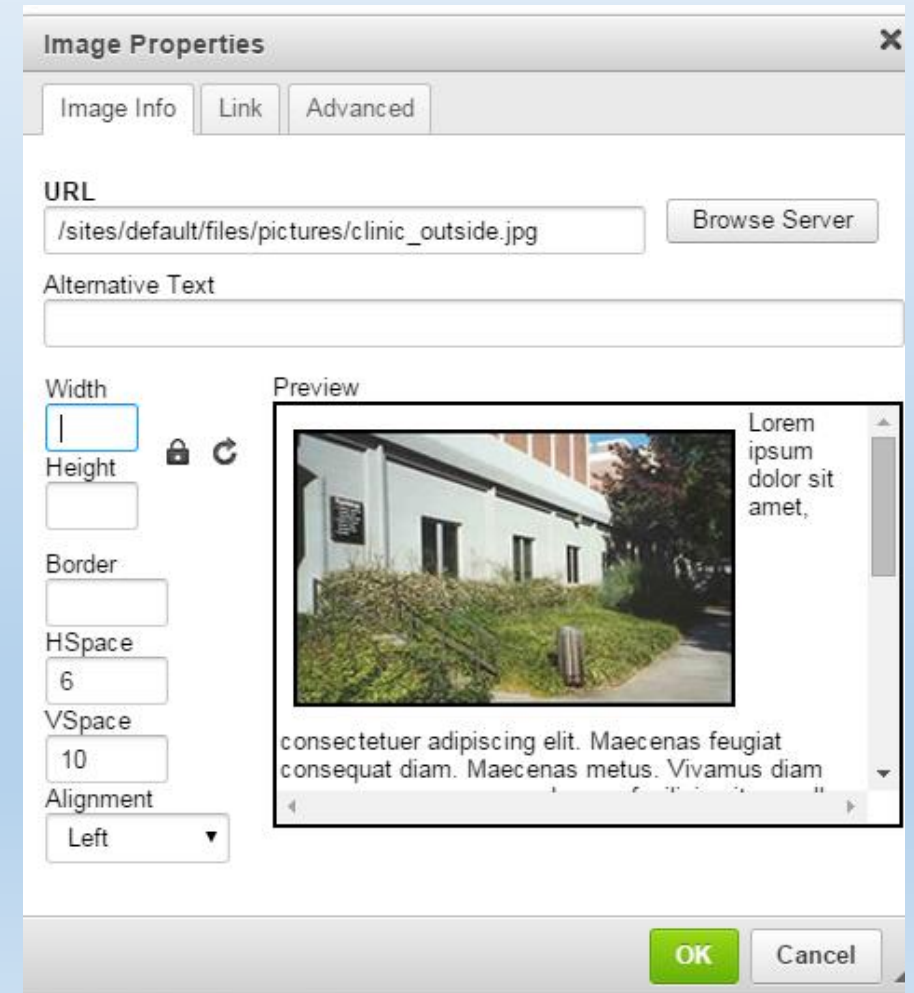 Image Properties
Image Info Link Advanced
URL
/sites/default/files/pictures/clinic_outside.jpg
Browse Server
Alternative Text
Width
Height
Border
HSpace
6
VSpace
10
Alignment
Left
Preview
Lorem
ipsum
dolor sit
amet,
consectetuer adipiscing elit. Maecenas feugiat
consequat diam. Maecenas metus. Vivamus diam
OK Cancel